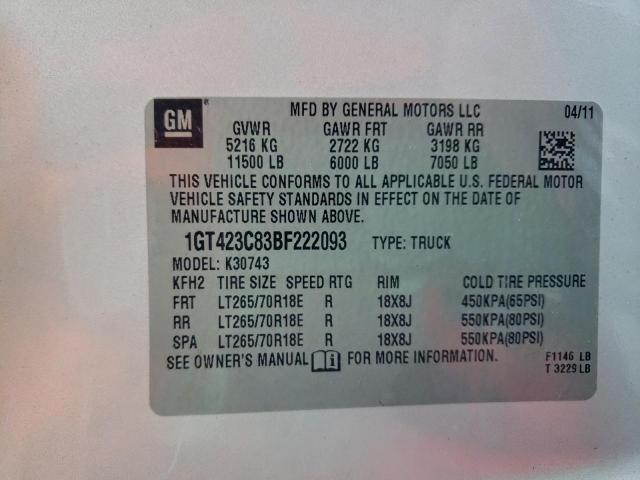 GM
MFD BY GENERAL MOTORS LLC 04/11
GVWR GAWR FRT GAWR RR
5216 KG 2722 KG 3198 KG
11500 LB 6000 LB 7050 LB
THIS VEHICLE CONFORMS TO ALL APPLICABLE U.S. FEDERAL MOTOR
VEHICLE SAFETY STANDARDS IN EFFECT ON THE DATE OF
MANUFACTURE SHOWN ABOVE.
1GT423C83BF222093 TYPE: TRUCK
MODEL: K30743
KFH2 TIRE SIZE SPEED RTG RIM COLD TIRE PRESSURE
FRT LT265/70R18E R 18X8J 450KPA(65PSI)
RR LT265/70R18E R 18X8J 550KPA(80PSI)
SPA LT265/70R18E R 18X8J 550KPA(80PSI)
SEE OWNER'S MANUAL FOR MORE INFORMATION.
F1146 LB
T 3229 LB